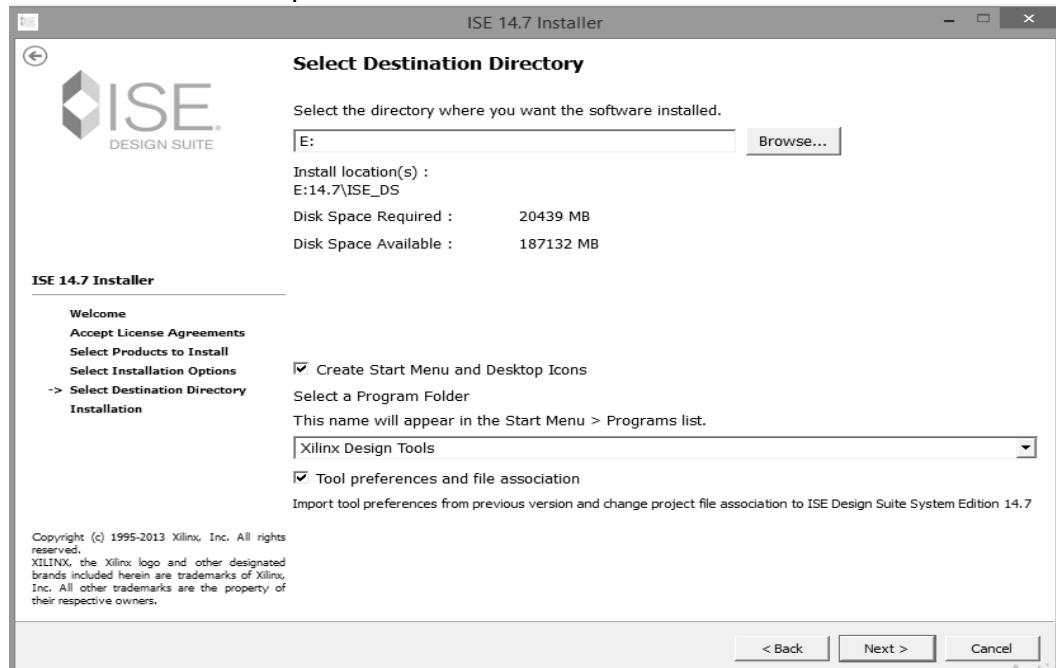 ISE 14.7 Installer
ISE.
DESIGN SUITE
Select Destination Directory
Select the directory where you want the software installed.
E:
Browse...
Install location(s) :
E:14.7\ISE_DS
Disk Space Required : 20439 MB
Disk Space Available : 187132 MB
ISE 14.7 Installer
Welcome
Accept License Agreements
Select Products to Install
Select Installation Options
-> Select Destination Directory
Installation
Create Start Menu and Desktop Icons
Select a Program Folder
This name will appear in the Start Menu > Programs list.
Xilinx Design Tools
Tool preferences and file association
Import tool preferences from previous version and change project file association to ISE Design Suite System Edition 14.7
Copyright (c) 1995-2013 Xilinx, Inc. All rights
reserved.
XILINX, the Xilinx logo and other designated
brands included herein are trademarks of Xilinx,
Inc. All other trademarks are the property of
their respective owners.
< Back Next > Cancel